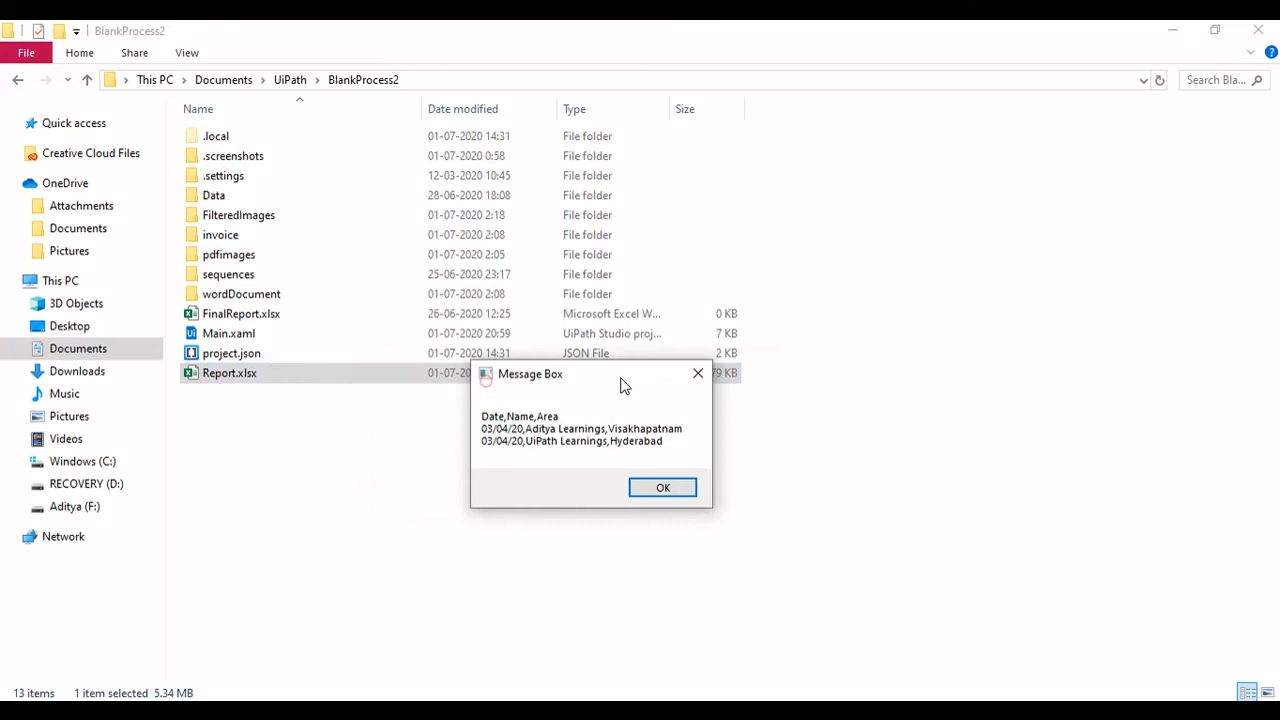 BlankProcess2
File Home Share View
This PC Documents UiPath BlankProcess2 Search Bla...
Name Date modified Type Size
Quick access
Creative Cloud Files
OneDrive
Attachments
Documents
Pictures
This PC
3D Objects
Desktop
Documents
Downloads
Music
Pictures
Videos
Windows (C:)
RECOVERY (D:)
Aditya (F:)
Network
.local 01-07-2020 14:31 File folder
.screenshots 01-07-2020 0:58 File folder
.settings 12-03-2020 10:45 File folder
Data 28-06-2020 18:08 File folder
FilteredImages 01-07-2020 2:18 File folder
invoice 01-07-2020 2:08 File folder
pdfimages 01-07-2020 2:05 File folder
sequences 25-06-2020 23:17 File folder
wordDocument 01-07-2020 2:08 File folder
FinalReport.xlsx 26-06-2020 12:25 Microsoft Excel W... 0 KB
Main.xaml 01-07-2020 20:59 UiPath Studio proj... 7 KB
project.json 01-07-2020 14:31 JSON File 2 KB
Report.xlsx 01-07-20 79 KB
Message Box
Date,Name,Area
03/04/20,Aditya Learnings,Visakhapatnam
03/04/20,UiPath Learnings,Hyderabad
OK
13 items 1 item selected 5.34 MB